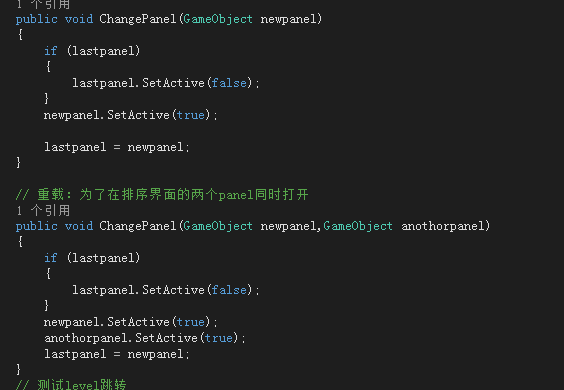 1 个引用
public void ChangePanel(GameObject newpanel)
{
if (lastpanel)
{
lastpanel.SetActive(false);
}
newpanel.SetActive(true);
lastpanel = newpanel;
}
// 重载: 为了在排序界面的两个panel同时打开
1 个引用
public void ChangePanel(GameObject newpanel,GameObject anothorpanel)
{
if (lastpanel)
{
lastpanel.SetActive(false);
}
newpanel.SetActive(true);
anothorpanel.SetActive(true);
lastpanel = newpanel;
}
// 测试level跳转